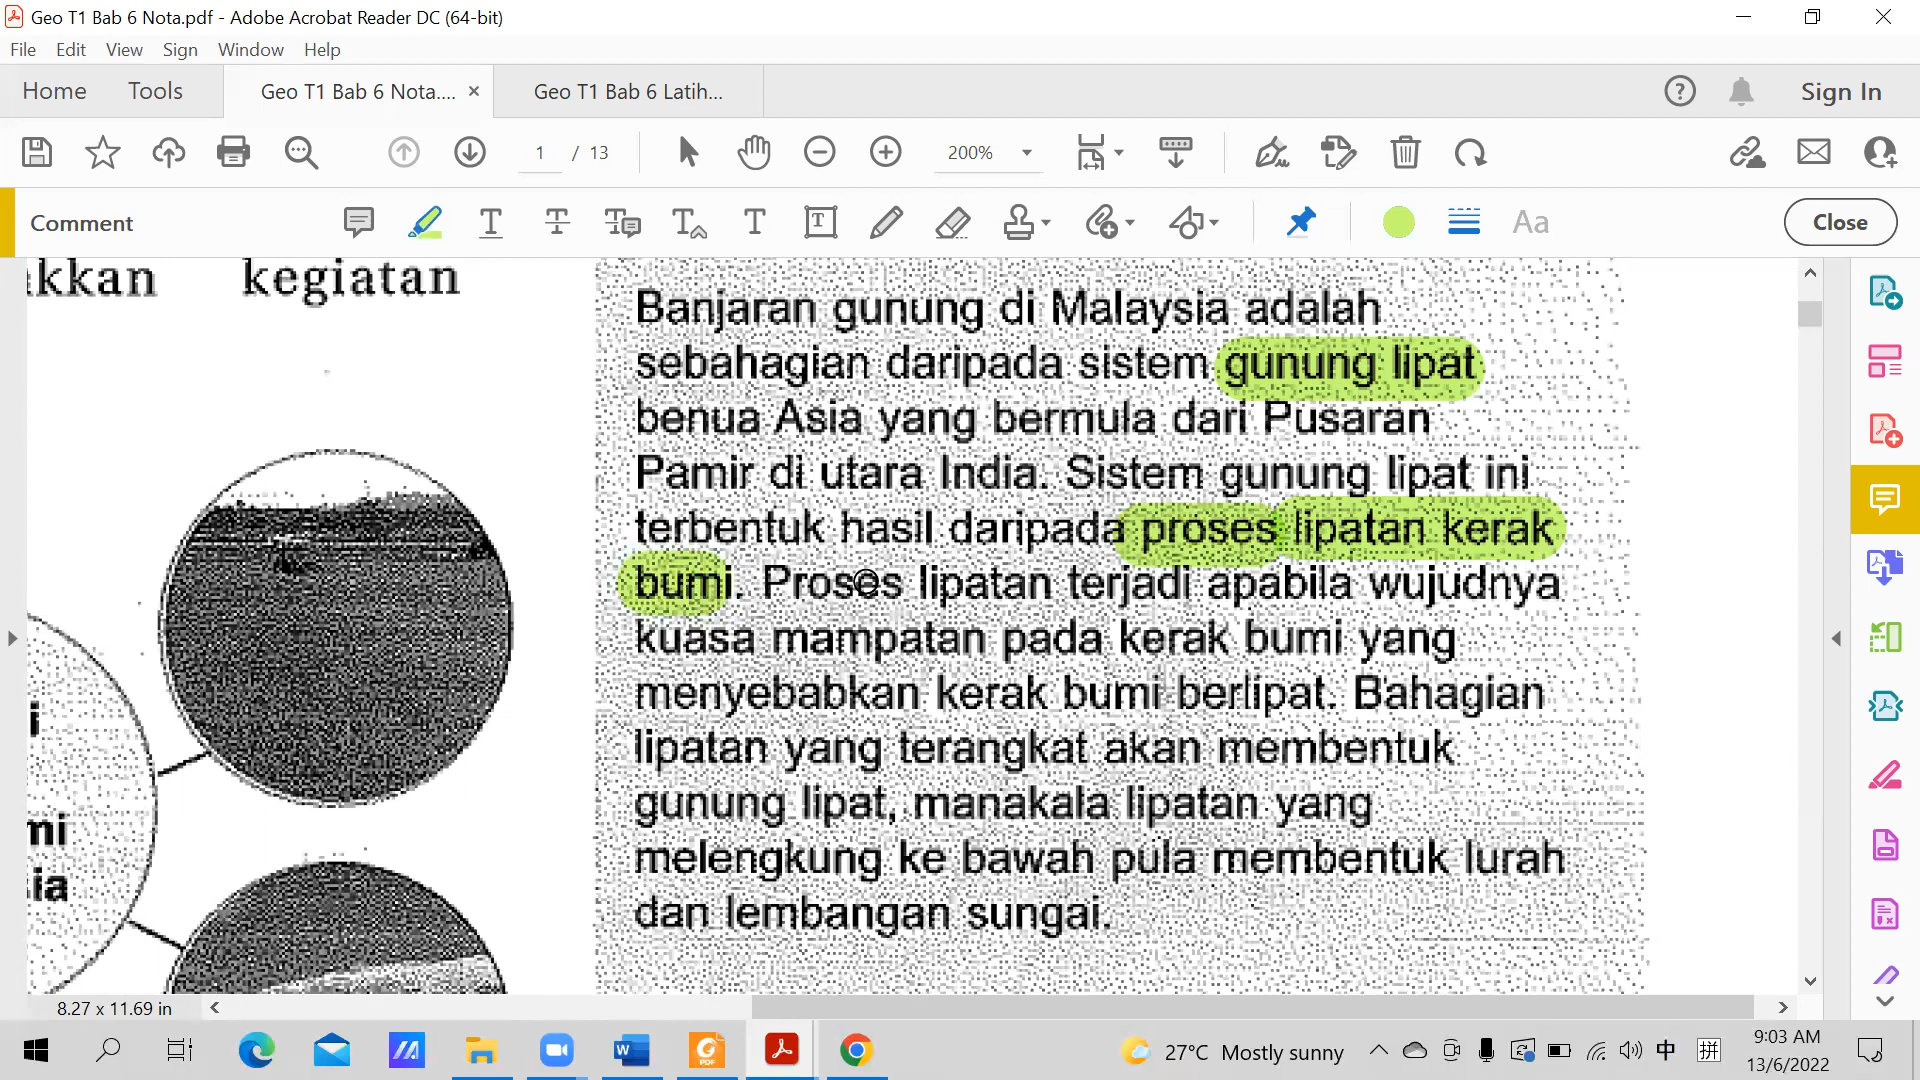 Geo T1 Bab 6 Nota.pdf - Adobe Acrobat Reader DC (64-bit)
File Edit View Sign Window Help
Home Tools Geo T1 Bab 6 Nota.... × Geo T1 Bab 6 Latih... Sign In
1 / 13 200%
Comment Aa Close
ikkan kegiatan
Banjaran gunung di Malaysia adalah
sebahagian daripada sistem gunung lipat
benua Asia yang bermula dari Pusaran
Pamir di utara India. Sistem gunung lipat ini
terbentuk hasil daripada proses lipatan kerak
bumi. Proses lipatan terjadi apabila wujudnya
kuasa mampatan pada kerak bumi yang
menyebabkan kerak bumi berlipat. Bahagian
lipatan yang terangkat akan membentuk
gunung lipat, manakala lipatan yang
melengkung ke bawah pula membentuk lurah
dan lembangan sungai.
i
mi
ia
8.27 x 11.69 in
27°C Mostly sunny 中 拼 9:03 AM
13/6/2022